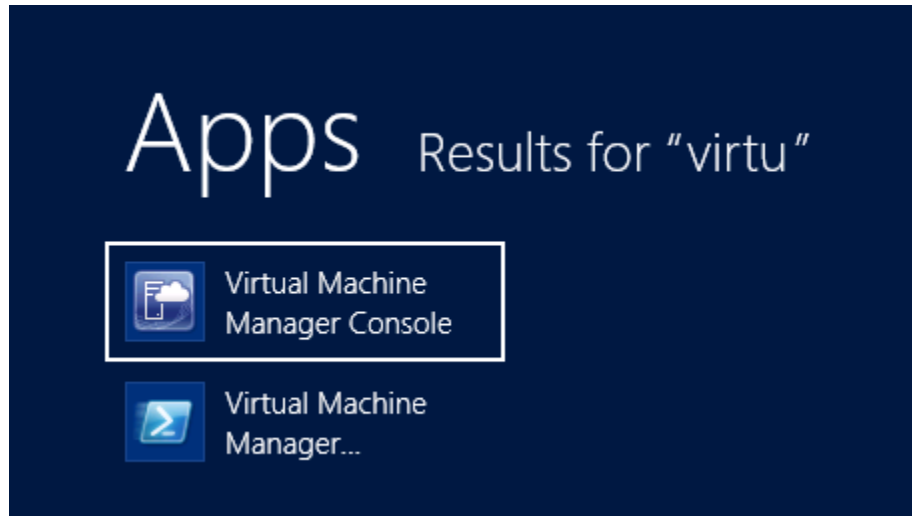 Apps Results for “virtu”
Virtual Machine
Manager Console
Virtual Machine
Manager...